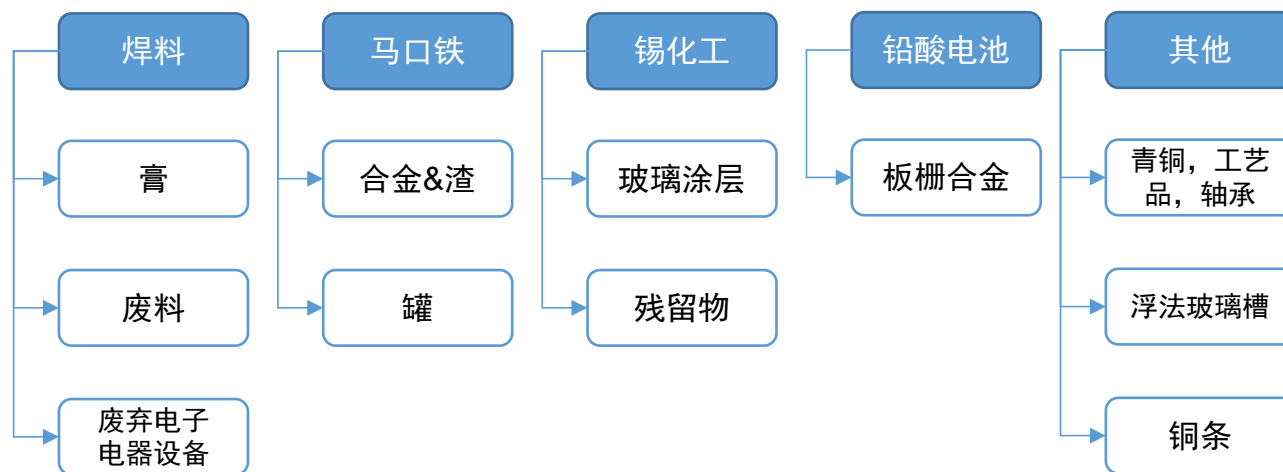 焊料
膏
废料
废弃电子
电器设备
马口铁
合金&渣
罐
锡化工
玻璃涂层
残留物
铅酸电池
板栅合金
其他
青铜，工艺
品，轴承
浮法玻璃槽
铜条